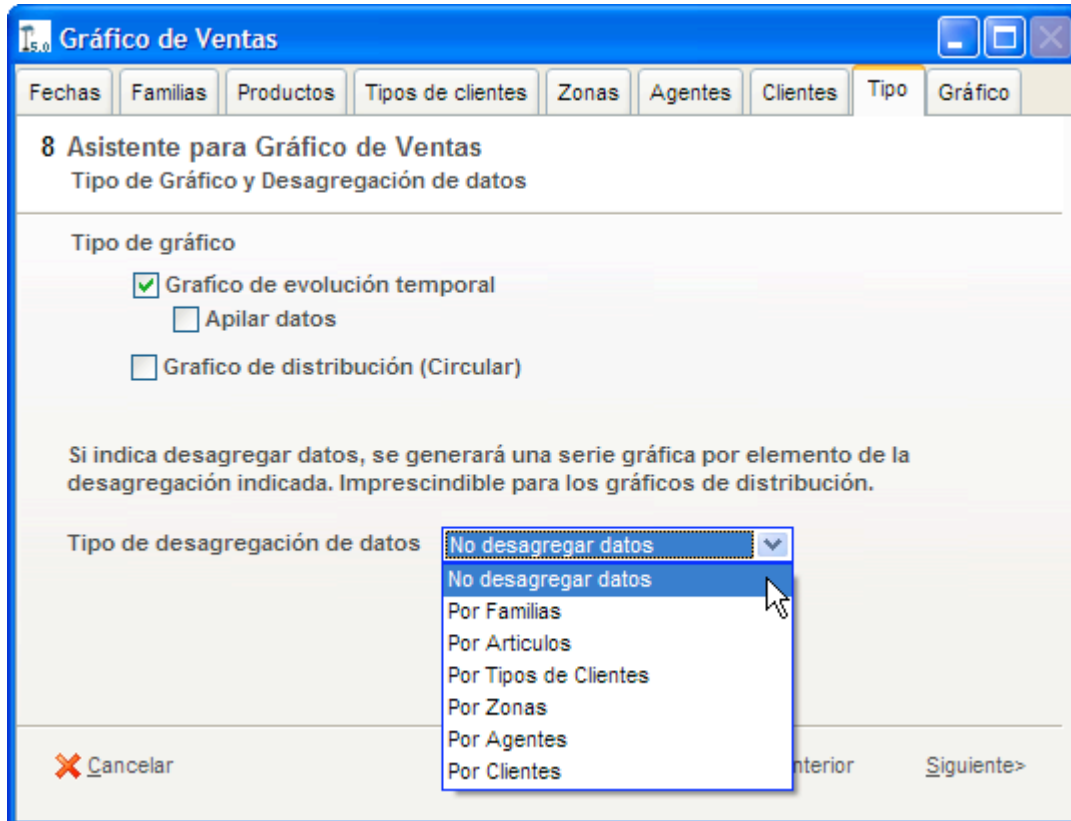 5.0 Gráfico de Ventas
Fechas Familias Productos Tipos de clientes Zonas Agentes Clientes Tipo Gráfico
8 Asistente para Gráfico de Ventas
Tipo de Gráfico y Desagregación de datos
Tipo de gráfico
Grafico de evolución temporal
Apilar datos
Grafico de distribución (Circular)
Si indica desagregar datos, se generará una serie gráfica por elemento de la
desagregación indicada. Imprescindible para los gráficos de distribución.
Tipo de desagregación de datos No desagregar datos
No desagregar datos
Por Familias
Por Articulos
Por Tipos de Clientes
Por Zonas
Por Agentes
Por Clientes
Cancelar nterior Siguiente>